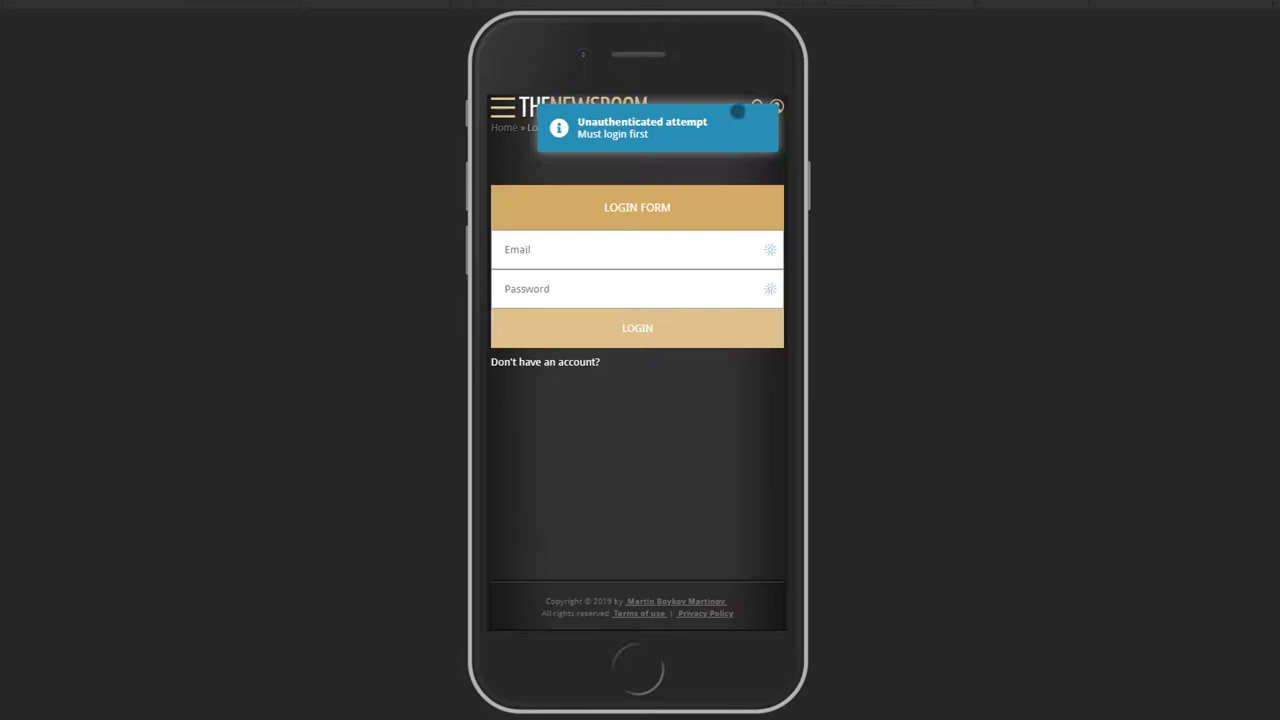 THENEWSROOM
Unauthenticated attempt
Must login first
Home » Lo
LOGIN FORM
Email
Password
LOGIN
Don't have an account?
Copyright © 2019 by Martin Boykov Martinov
All rights reserved Terms of use | Privacy Policy